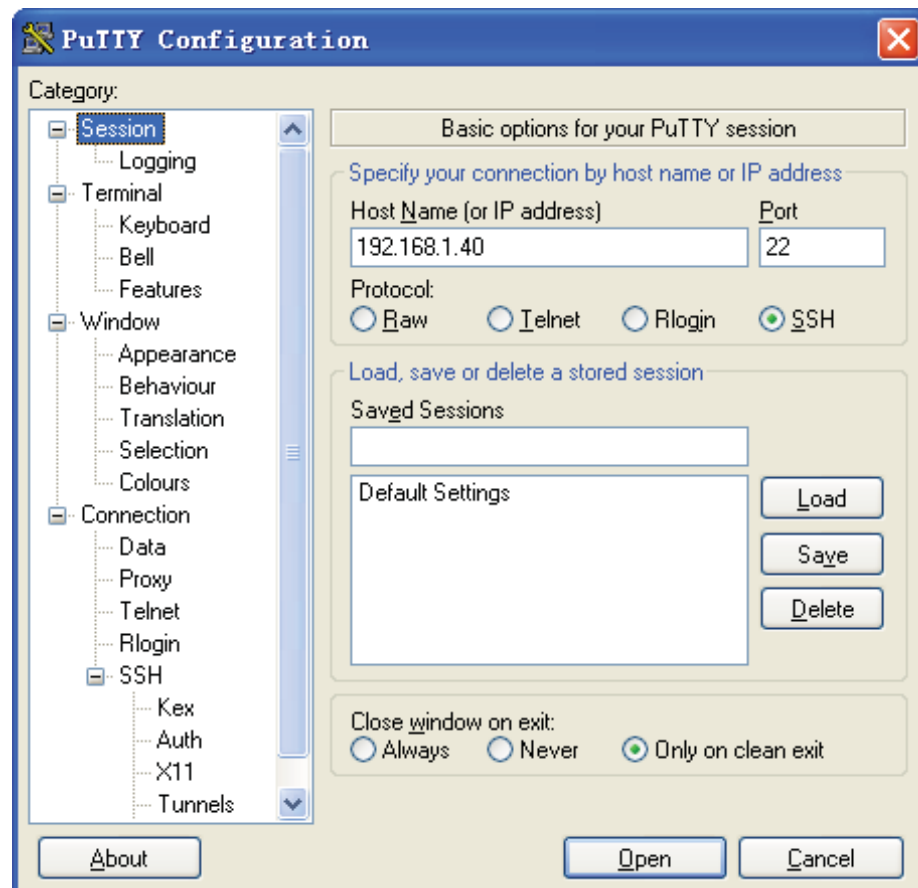 PuTTY Configuration
Category:
Session
Logging
Terminal
Keyboard
Bell
Features
Window
Appearance
Behaviour
Translation
Selection
Colours
Connection
Data
Proxy
Telnet
Rlogin
SSH
Kex
Auth
X11
Tunnels
Basic options for your PuTTY session
Specify your connection by host name or IP address
Host Name (or IP address) Port
192.168.1.40 22
Protocol:
Raw Telnet Rlogin SSH
Load, save or delete a stored session
Saved Sessions
Default Settings
Load
Save
Delete
Close window on exit:
Always Never Only on clean exit
About Open Cancel